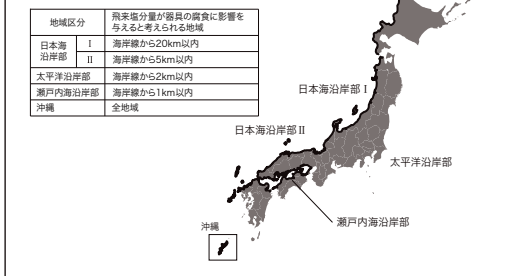 地域区分 飛来塩分量が器具の腐食に影響を
与えると考えられる地域
日本海
沿岸部
Ⅰ 海岸線から20km以内
Ⅱ 海岸線から5km以内
太平洋沿岸部 海岸線から2km以内
瀬戸内海沿岸部 海岸線から1km以内
沖縄 全地域
日本海沿岸部Ⅰ
日本海沿岸部Ⅱ
太平洋沿岸部
瀬戸内海沿岸部
沖縄